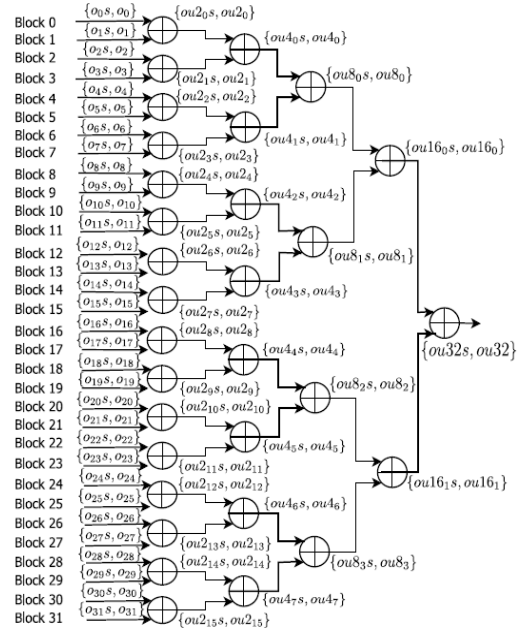 Block 0 {o₀s, o₀} {ou2₀s, ou2₀}
Block 1 {o₁s, o₁} {ou4₀s, ou4₀}
Block 2 {o₂s, o₂}
Block 3 {o₃s, o₃} {ou2₁s, ou2₁} {ou8₀s, ou8₀}
Block 4 {o₄s, o₄} {ou2₂s, ou2₂}
Block 5 {o₅s, o₅}
Block 6 {o₆s, o₆} {ou4₁s, ou4₁}
Block 7 {o₇s, o₇} {ou2₃s, ou2₃} {ou16₀s, ou16₀}
Block 8 {o₈s, o₈} {ou2₄s, ou2₄}
Block 9 {o₉s, o₉} {ou4₂s, ou4₂}
Block 10 {o₁₀s, o₁₀}
Block 11 {o₁₁s, o₁₁} {ou2₅s, ou2₅}
Block 12 {o₁₂s, o₁₂} {ou2₆s, ou2₆} {ou8₁s, ou8₁}
Block 13 {o₁₃s, o₁₃}
Block 14 {o₁₄s, o₁₄} {ou4₃s, ou4₃}
Block 15 {o₁₅s, o₁₅} {ou2₇s, ou2₇}
Block 16 {o₁₆s, o₁₆} {ou2₈s, ou2₈}
Block 17 {o₁₇s, o₁₇} {ou4₄s, ou4₄} {ou32s, ou32}
Block 18 {o₁₈s, o₁₈}
Block 19 {o₁₉s, o₁₉} {ou2₉s, ou2₉} {ou8₂s, ou8₂}
Block 20 {o₂₀s, o₂₀} {ou2₁₀s, ou2₁₀}
Block 21 {o₂₁s, o₂₁}
Block 22 {o₂₂s, o₂₂} {ou4₅s, ou4₅}
Block 23 {o₂₃s, o₂₃} {ou2₁₁s, ou2₁₁}
Block 24 {o₂₄s, o₂₄} {ou2₁₂s, ou2₁₂} {ou16₁s, ou16₁}
Block 25 {o₂₅s, o₂₅} {ou4₆s, ou4₆}
Block 26 {o₂₆s, o₂₆}
Block 27 {o₂₇s, o₂₇} {ou2₁₃s, ou2₁₃}
Block 28 {o₂₈s, o₂₈} {ou2₁₄s, ou2₁₄} {ou8₃s, ou8₃}
Block 29 {o₂₉s, o₂₉}
Block 30 {o₃₀s, o₃₀} {ou4₇s, ou4₇}
Block 31 {o₃₁s, o₃₁} {ou2₁₅s, ou2₁₅}